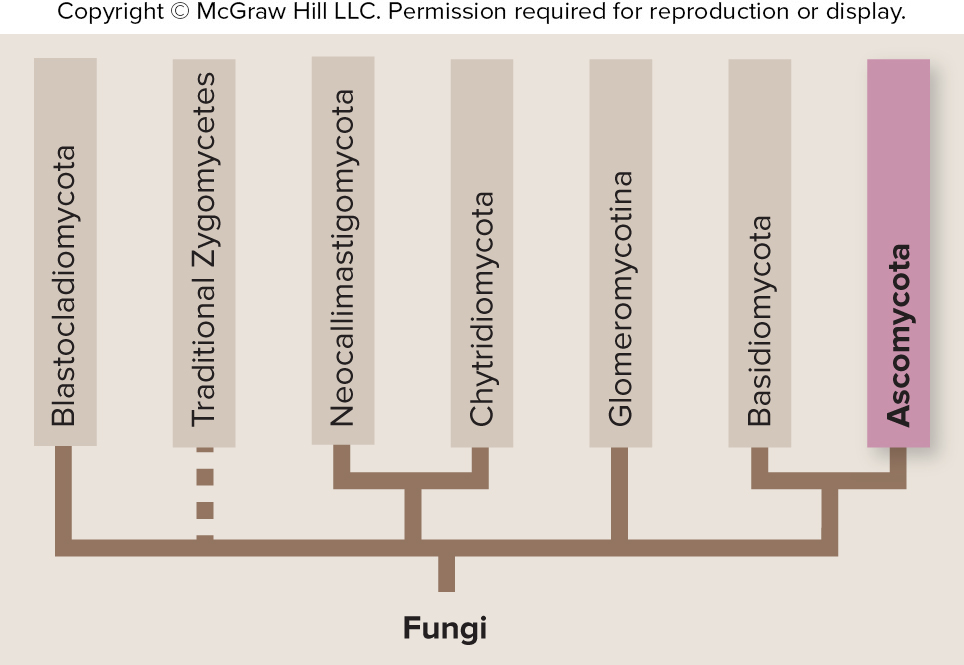 Copyright © McGraw Hill LLC. Permission required for reproduction or display.
Blastocladiomycota
Traditional Zygomycetes
Neocallimastigomycota
Chytridiomycota
Glomeromycotina
Basidiomycota
Ascomycota
Fungi